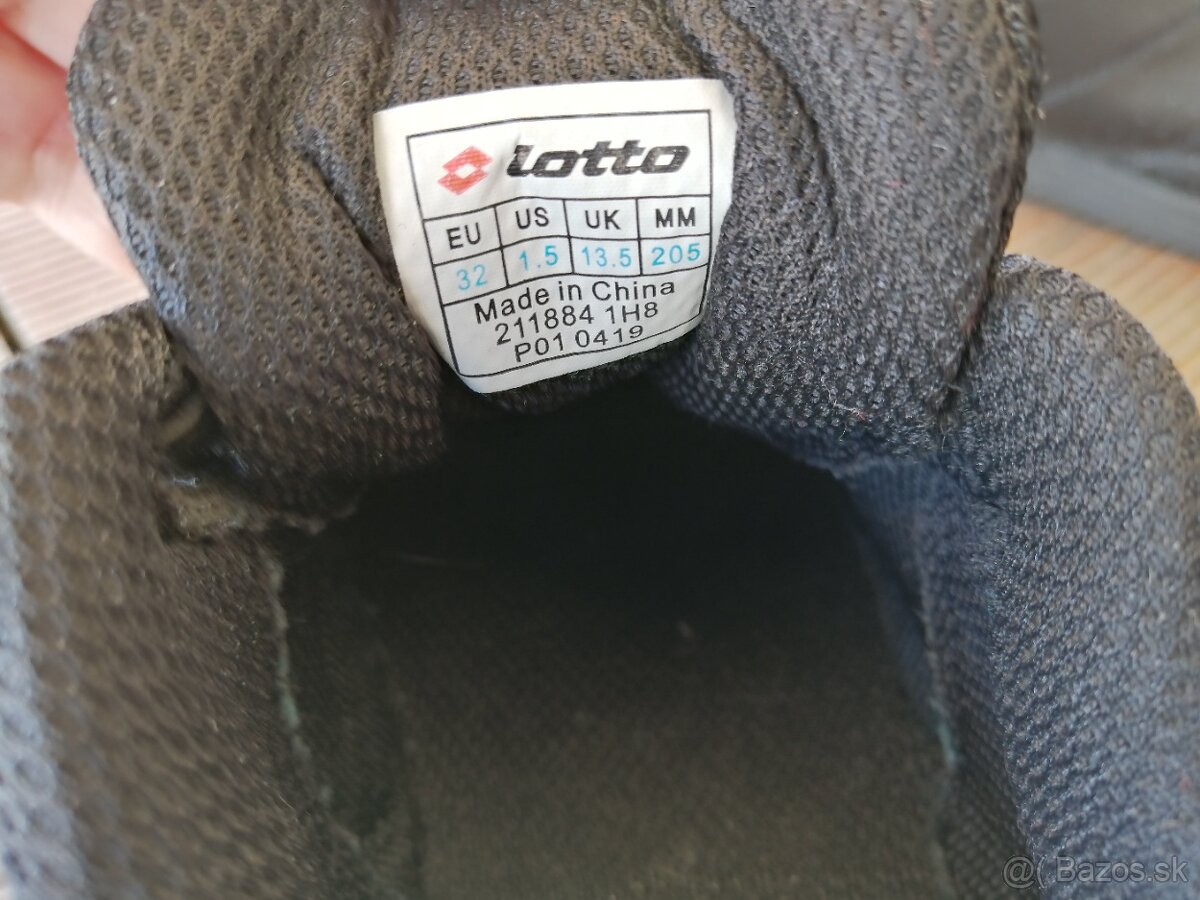 Lotto
EU US UK MM
32 1.5 13.5 205
Made in China
211884 1H8
P01 0419
@( Bazos.sk